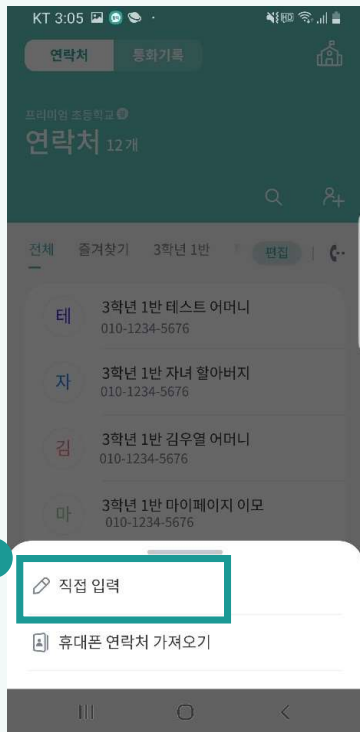 KT 3:05
연락처 통화기록
프리미엄 초등학교
연락처 12개
전체 즐겨찾기 3학년 1반 편집
테 3학년 1반 테스트 어머니
010-1234-5676
자 3학년 1반 자녀 할아버지
010-1234-5676
김 3학년 1반 김우열 어머니
010-1234-5676
마 3학년 1반 마이페이지 이모
010-1234-5676
직접 입력
휴대폰 연락처 가져오기